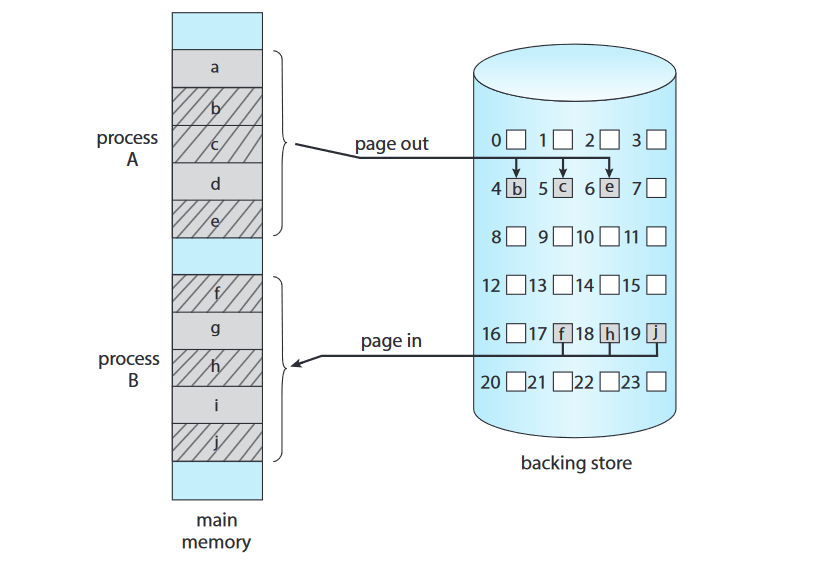 a
b
c
d
e
f
g
h
i
j
process
A
process
B
main
memory
page out
page in
0 1 2 3
4 b 5 c 6 e 7
8 9 10 11
12 13 14 15
16 17 f 18 h 19 j
20 21 22 23
backing store